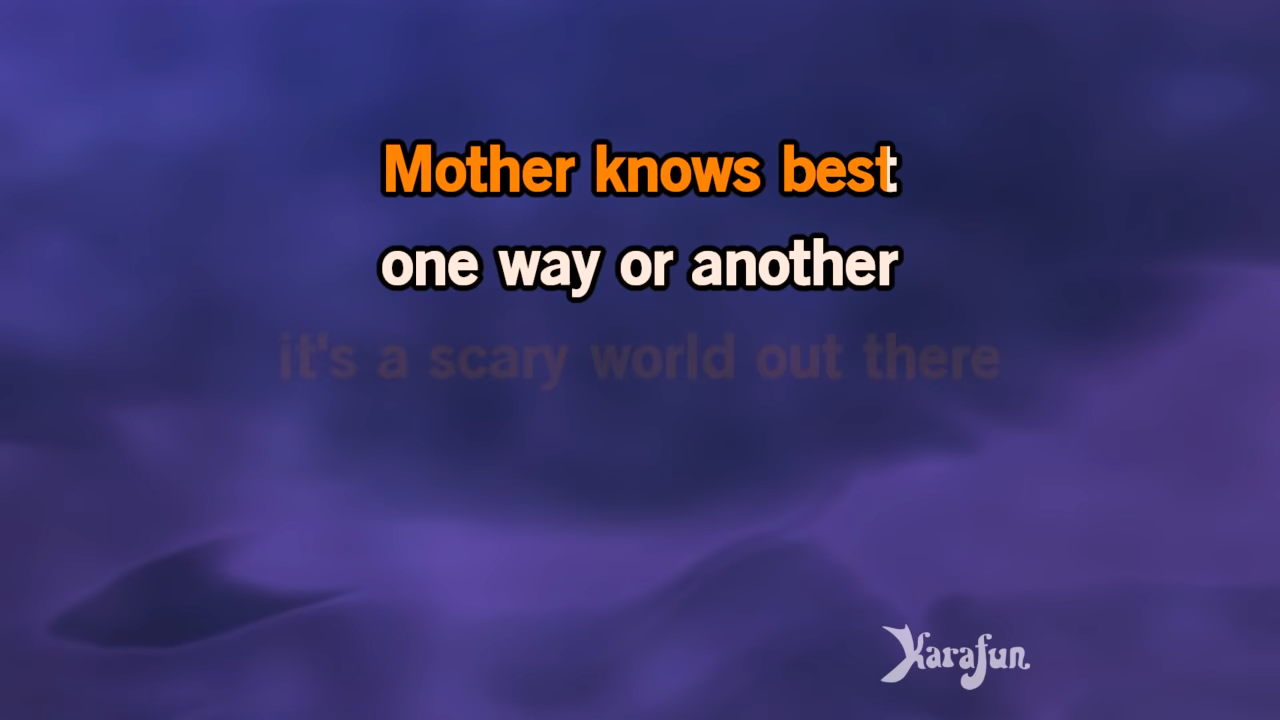 Mother knows best
one way or another
it's a scary world out there
Karafun